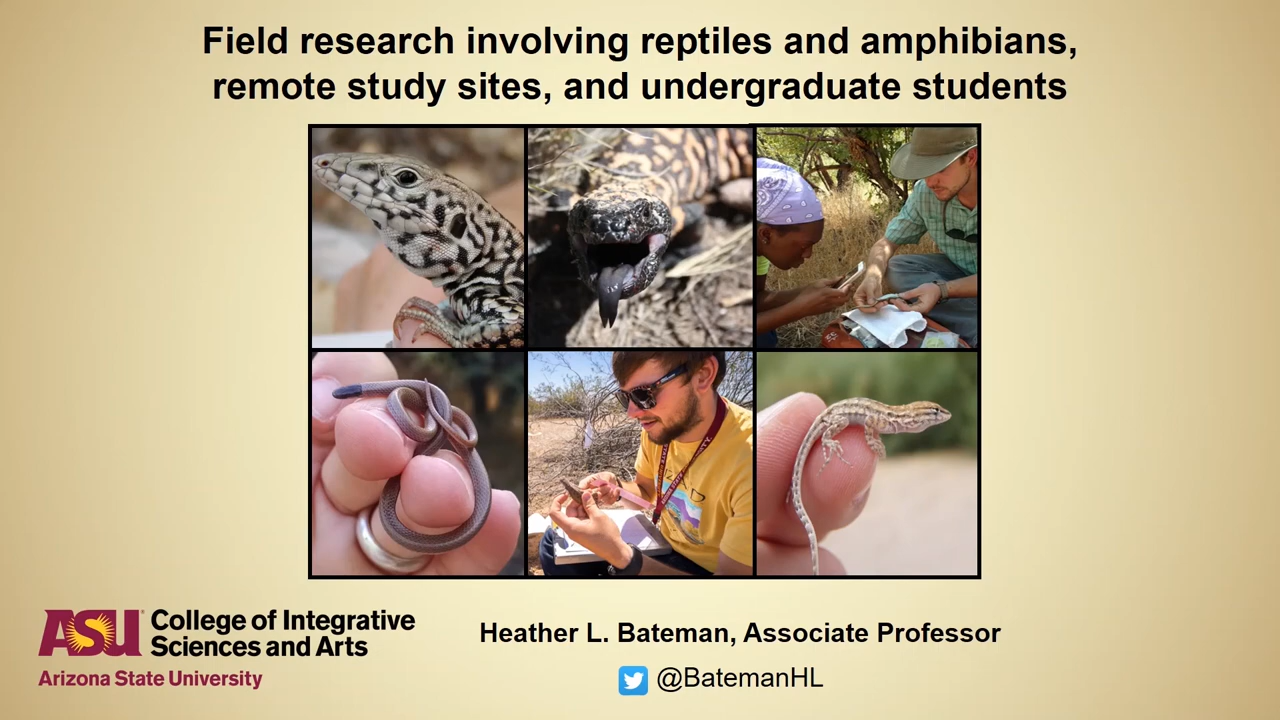 Field research involving reptiles and amphibians,
remote study sites, and undergraduate students
ASU College of Integrative
Sciences and Arts
Arizona State University
Heather L. Bateman, Associate Professor
@BatemanHL